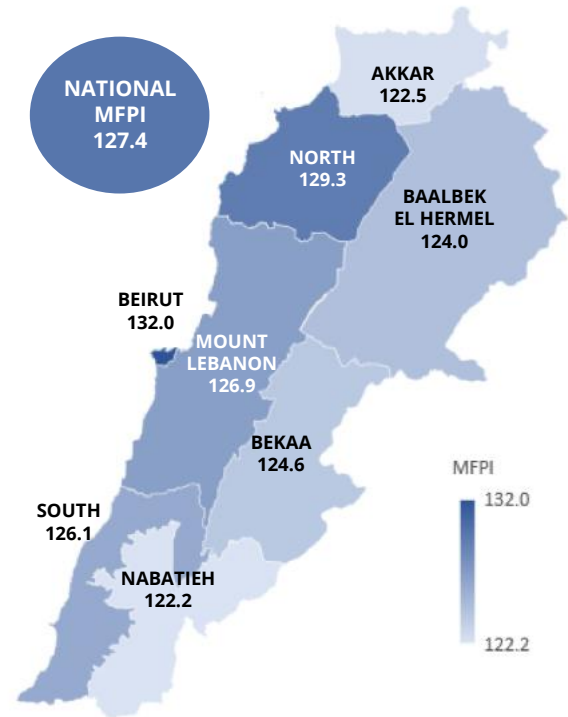 NATIONAL
MFPI
127.4
AKKAR
122.5
NORTH
129.3
BAALBEK
EL HERMEL
124.0
BEIRUT
132.0
MOUNT
LEBANON
126.9
BEKAA
124.6
MFPI
132.0
122.2
SOUTH
126.1
NABATIEH
122.2